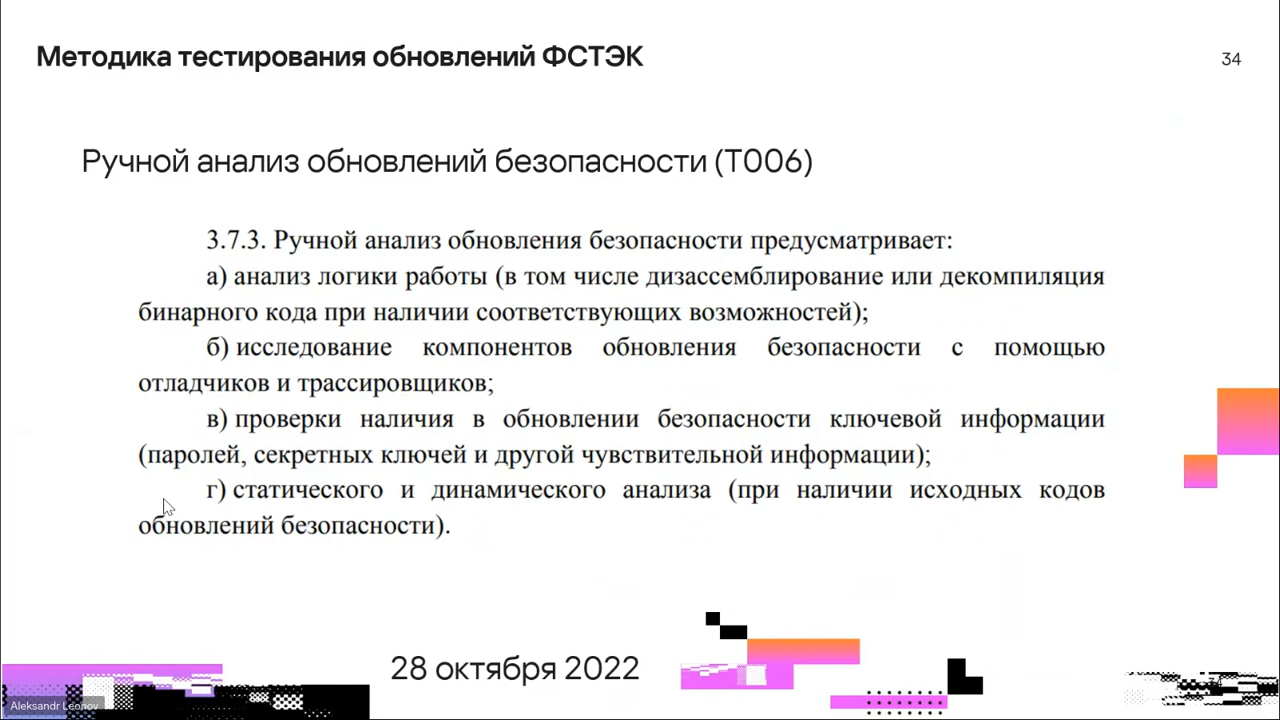 Методика тестирования обновлений ФСТЭК
34
Ручной анализ обновлений безопасности (Т006)
3.7.3. Ручной анализ обновления безопасности предусматривает:
а) анализ логики работы (в том числе дизассемблирование или декомпиляция
бинарного кода при наличии соответствующих возможностей);
б) исследование компонентов обновления безопасности с помощью
отладчиков и трассировщиков;
в) проверки наличия в обновлении безопасности ключевой информации
(паролей, секретных ключей и другой чувствительной информации);
г) статического и динамического анализа (при наличии исходных кодов
обновлений безопасности).
28 октября 2022
Aleksandr Leonov